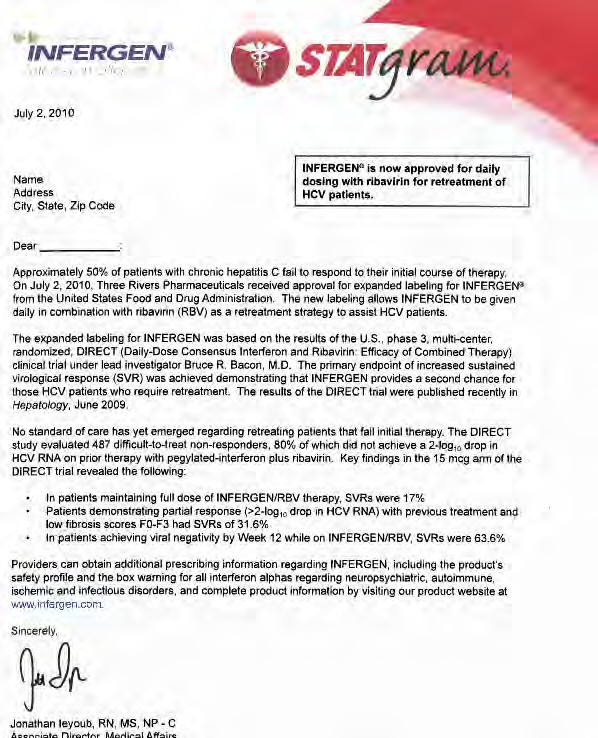 INFERGEN®
STATgram®
July 2, 2010
INFERGEN® is now approved for daily
dosing with ribavirin for retreatment of
HCV patients.
Name
Address
City, State, Zip Code
Dear ______________:
Approximately 50% of patients with chronic hepatitis C fail to respond to their initial course of therapy.
On July 2, 2010, Three Rivers Pharmaceuticals received approval for expanded labeling for INFERGEN®
from the United States Food and Drug Administration. The new labeling allows INFERGEN to be given
daily in combination with ribavirin (RBV) as a retreatment strategy to assist HCV patients.
The expanded labeling for INFERGEN was based on the results of the U.S., phase 3, multi-center,
randomized, DIRECT (Daily-Dose Consensus Interferon and Ribavirin: Efficacy of Combined Therapy)
clinical trial under lead investigator Bruce R. Bacon, M.D. The primary endpoint of increased sustained
virological response (SVR) was achieved demonstrating that INFERGEN provides a second chance for
those HCV patients who require retreatment. The results of the DIRECT trial were published recently in
Hepatology, June 2009.
No standard of care has yet emerged regarding retreating patients that fail initial therapy. The DIRECT
study evaluated 487 difficult-to-treat non-responders, 80% of which did not achieve a 2-log₁₀ drop in
HCV RNA on prior therapy with pegylated-interferon plus ribavirin. Key findings in the 15 mcg arm of the
DIRECT trial revealed the following:
• In patients maintaining full dose of INFERGEN/RBV therapy, SVRs were 17%
• Patients demonstrating partial response (>2-log₁₀ drop in HCV RNA) with previous treatment and
low fibrosis scores F0-F3 had SVRs of 31.6%
• In patients achieving viral negativity by Week 12 while on INFERGEN/RBV, SVRs were 63.6%
Providers can obtain additional prescribing information regarding INFERGEN, including the product's
safety profile and the box warning for all interferon alphas regarding neuropsychiatric, autoimmune,
ischemic and infectious disorders, and complete product information by visiting our product website at
www.infergen.com.
Sincerely,
Jonathan Ieyoub, RN, MS, NP - C
Associate Director, Medical Affairs